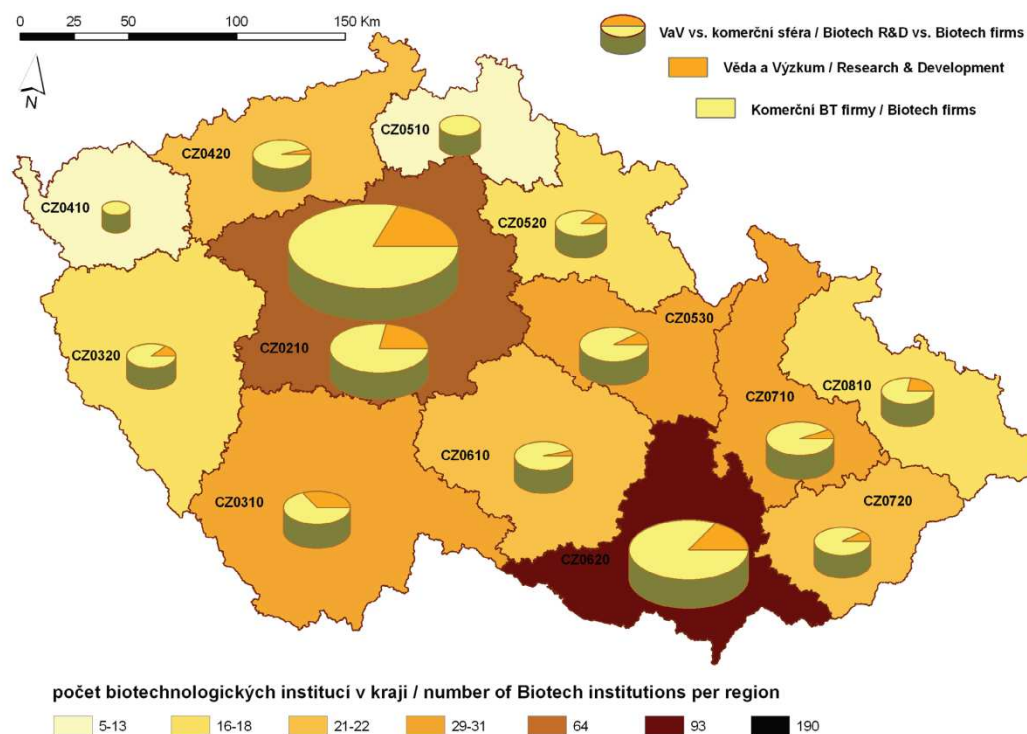 0 25 50 100 150 Km
N
VaV vs. komerční sféra / Biotech R&D vs. Biotech firms
Věda a Výzkum / Research & Development
Komerční BT firmy / Biotech firms
CZ0510
CZ0420
CZ0410
CZ0520
CZ0530
CZ0320
CZ0210
CZ0810
CZ0710
CZ0610
CZ0310
CZ0720
CZ0620
počet biotechnologických institucí v kraji / number of Biotech institutions per region
5-13 16-18 21-22 29-31 64 93 190